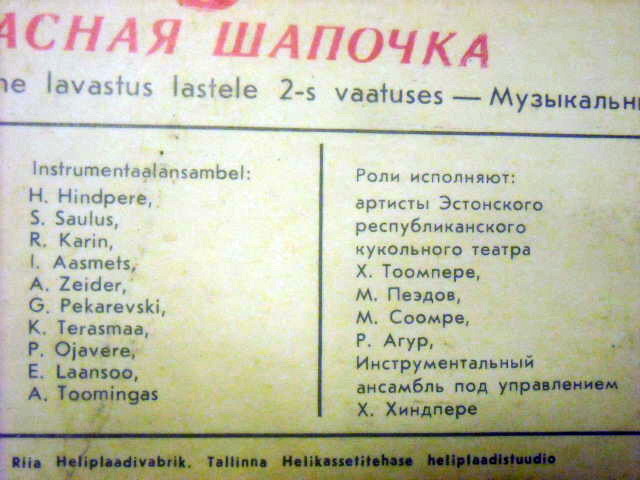 АСНАЯ ШАПОЧКА
ne lavastus lastele 2-s vaatuses — Музыкальн
Instrumentaalansambel:
H. Hindpere,
S. Saulus,
R. Karin,
I. Aasmets,
A. Zeider,
G. Pekarevski,
K. Terasmaa,
P. Ojavere,
E. Laansoo,
A. Toomingas
Роли исполняют:
артисты Эстонского
республиканского
кукольного театра
Х. Тоомпере,
М. Пеэдов,
М. Соомре,
Р. Агур,
Инструментальный
ансамбль под управлением
Х. Хиндпере
Riia Heliplaadivabrik. Tallinna Helikassetitehase heliplaadistuudio